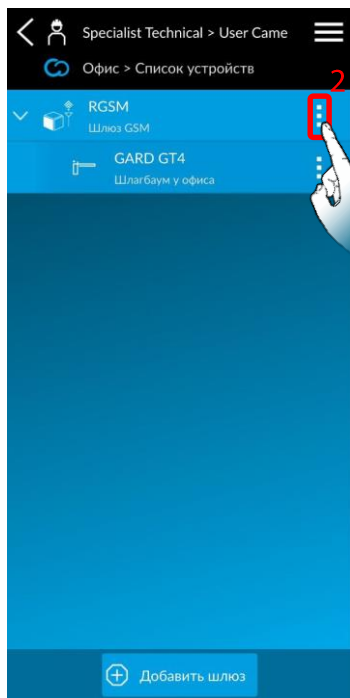 Specialist Technical > User Came
Офис > Список устройств
2
RGSM
Шлюз GSM
GARD GT4
Шлагбаум у офиса
Добавить шлюз